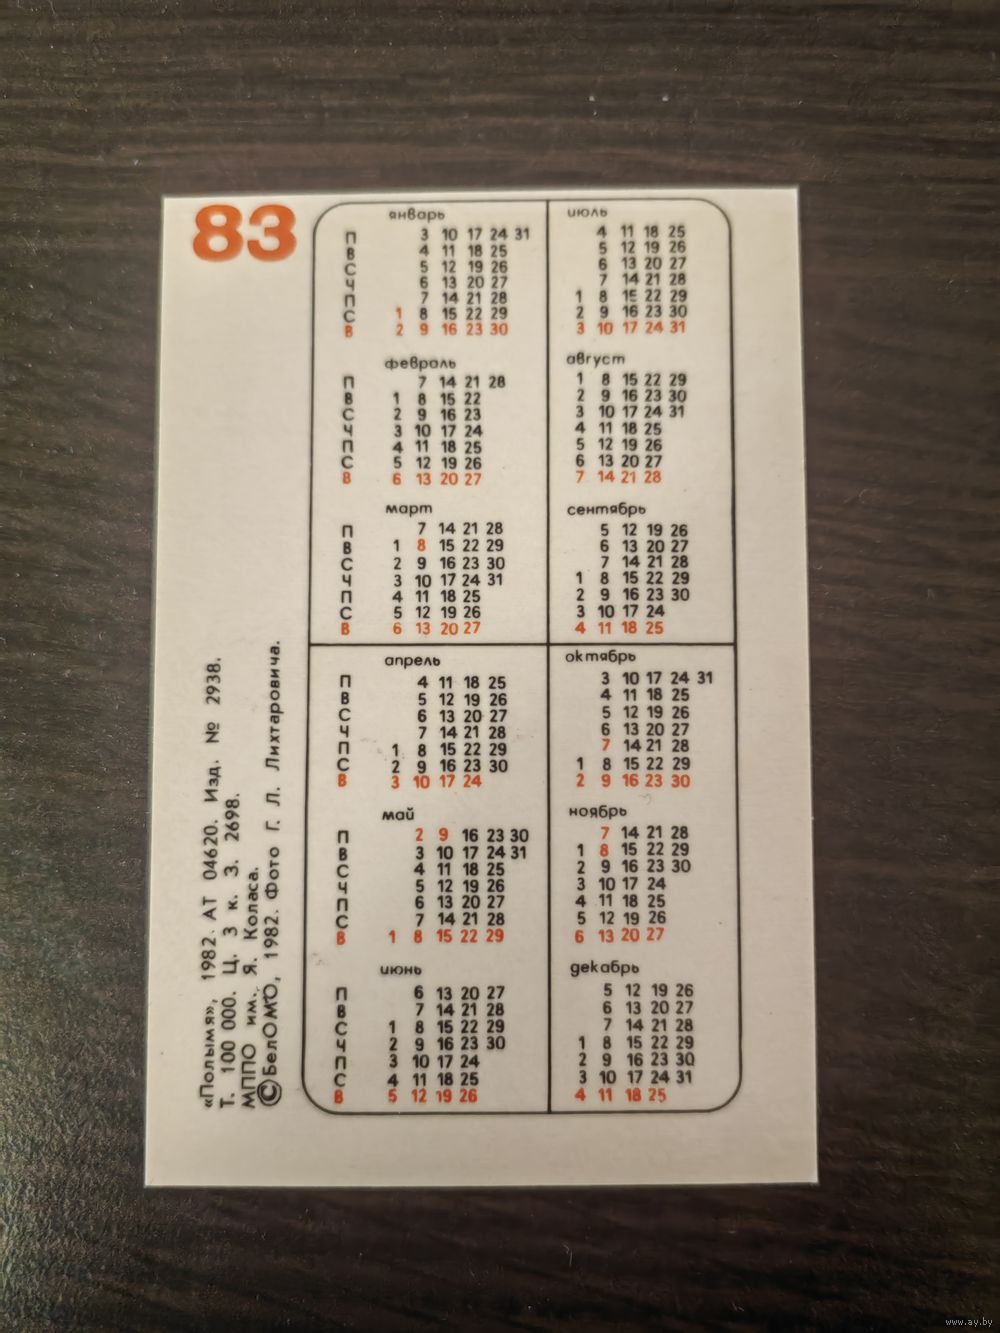 83
январь
П 3 10 17 24 31
В 4 11 18 25
С 5 12 19 26
Ч 6 13 20 27
П 7 14 21 28
С 1 8 15 22 29
В 2 9 16 23 30
февраль
П 7 14 21 28
В 1 8 15 22
С 2 9 16 23
Ч 3 10 17 24
П 4 11 18 25
С 5 12 19 26
В 6 13 20 27
март
П 7 14 21 28
В 1 8 15 22 29
С 2 9 16 23 30
Ч 3 10 17 24 31
П 4 11 18 25
С 5 12 19 26
В 6 13 20 27
апрель
П 4 11 18 25
В 5 12 19 26
С 6 13 20 27
Ч 7 14 21 28
П 1 8 15 22 29
С 2 9 16 23 30
В 3 10 17 24
май
П 2 9 16 23 30
В 3 10 17 24 31
С 4 11 18 25
Ч 5 12 19 26
П 6 13 20 27
С 7 14 21 28
В 1 8 15 22 29
июнь
П 6 13 20 27
В 7 14 21 28
С 1 8 15 22 29
Ч 2 9 16 23 30
П 3 10 17 24
С 4 11 18 25
В 5 12 19 26
июль
4 11 18 25
5 12 19 26
6 13 20 27
7 14 21 28
1 8 15 22 29
2 9 16 23 30
3 10 17 24 31
август
1 8 15 22 29
2 9 16 23 30
3 10 17 24 31
4 11 18 25
5 12 19 26
6 13 20 27
7 14 21 28
сентябрь
5 12 19 26
6 13 20 27
7 14 21 28
1 8 15 22 29
2 9 16 23 30
3 10 17 24
4 11 18 25
октябрь
3 10 17 24 31
4 11 18 25
5 12 19 26
6 13 20 27
7 14 21 28
1 8 15 22 29
2 9 16 23 30
ноябрь
7 14 21 28
1 8 15 22 29
2 9 16 23 30
3 10 17 24
4 11 18 25
5 12 19 26
6 13 20 27
декабрь
5 12 19 26
6 13 20 27
7 14 21 28
1 8 15 22 29
2 9 16 23 30
3 10 17 24 31
4 11 18 25
«Полымя», 1982. АТ 04620. Изд. № 2938.
Т. 100 000. Ц. 3 к. З. 2698.
МППО им. Я. Коласа.
©БелОМО, 1982. Фото Г. Л. Лихтаровича.
www.ay.by